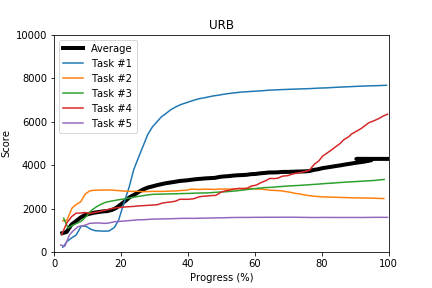 URB
10000
8000
6000
4000
2000
0
Score
Average
Task #1
Task #2
Task #3
Task #4
Task #5
0 20 40 60 80 100
Progress (%)